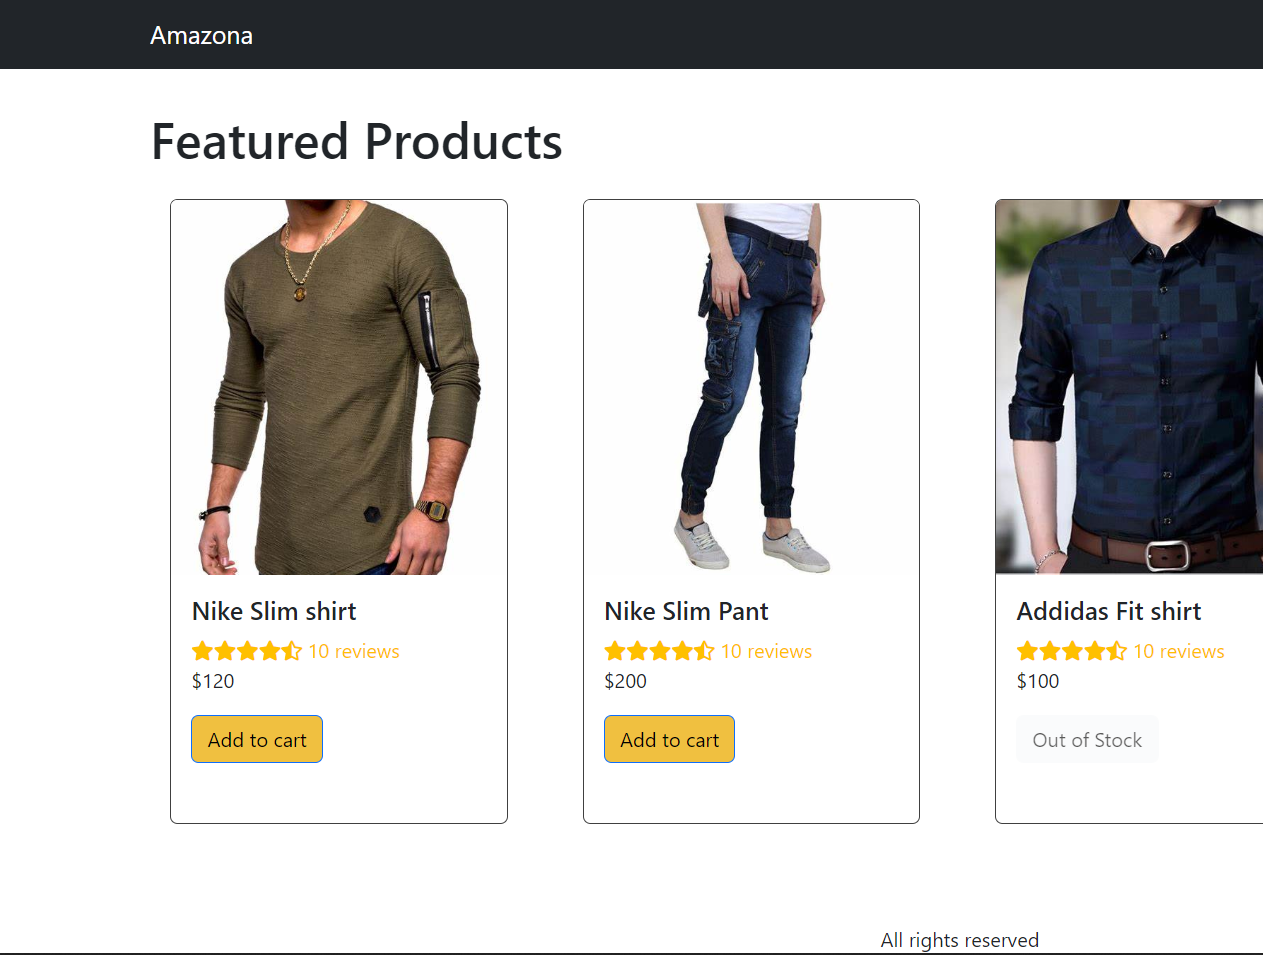 Amazona
Featured Products
Nike Slim shirt
10 reviews
$120
Add to cart
Nike Slim Pant
10 reviews
$200
Add to cart
Addidas Fit shirt
10 reviews
$100
Out of Stock
All rights reserved